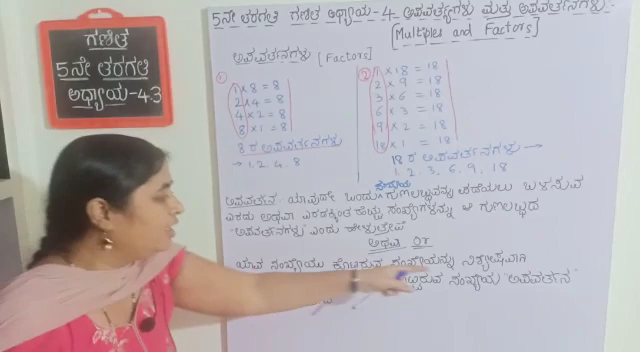 5ನೇ ತರಗತಿ ಗಣಿತ ಅಧ್ಯಾಯ - 4 ಅಪವರ್ತ್ಯಗಳು ಮತ್ತು ಅಪವರ್ತನಗಳು
[Multiples and Factors]
ಗಣಿತ
5ನೇ ತರಗತಿ
ಅಧ್ಯಾಯ-4.3
ಅಪವರ್ತನಗಳು [Factors]
1 × 8 = 8
2 × 4 = 8
4 × 2 = 8
8 × 1 = 8
8 ರ ಅಪವರ್ತನಗಳು
→ 1, 2, 4, 8
② 1 × 18 = 18
2 × 9 = 18
3 × 6 = 18
6 × 3 = 18
9 × 2 = 18
18 × 1 = 18
18 ರ ಅಪವರ್ತನಗಳು →
1, 2, 3, 6, 9, 18
ಅಪವರ್ತನ : ಯಾವುದೇ ಒಂದು ಗುಣಲಬ್ಧವನ್ನು ಪಡೆಯಲು ಬಳಸುವ
ಎರಡು ಅಥವಾ ಎರಡಕ್ಕಿಂತ ಹೆಚ್ಚು ಸಂಖ್ಯೆಗಳನ್ನು ಆ ಗುಣಲಬ್ಧದ
"ಅಪವರ್ತನಗಳು" ಎಂದು ಹೇಳುತ್ತೇವೆ
ಅಥವಾ Or
ಯಾವ ಸಂಖ್ಯೆಯು ಕೊಟ್ಟಿರುವ ಸಂಖ್ಯೆಯನ್ನು ನಿಶ್ಯೇಷವಾಗಿ
ಸಂಖ್ಯೆಯ "ಅಪವರ್ತನ"